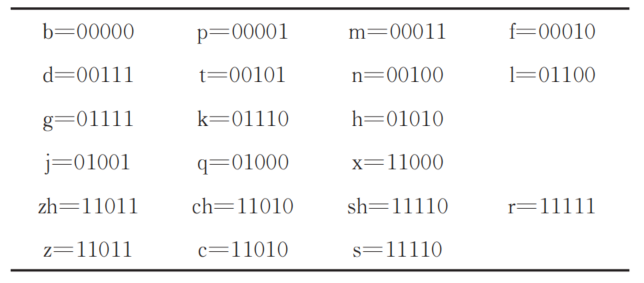 b=00000 p=00001 m=00011 f=00010
d=00111 t=00101 n=00100 l=01100
g=01111 k=01110 h=01010
j=01001 q=01000 x=11000
zh=11011 ch=11010 sh=11110 r=11111
z=11011 c=11010 s=11110